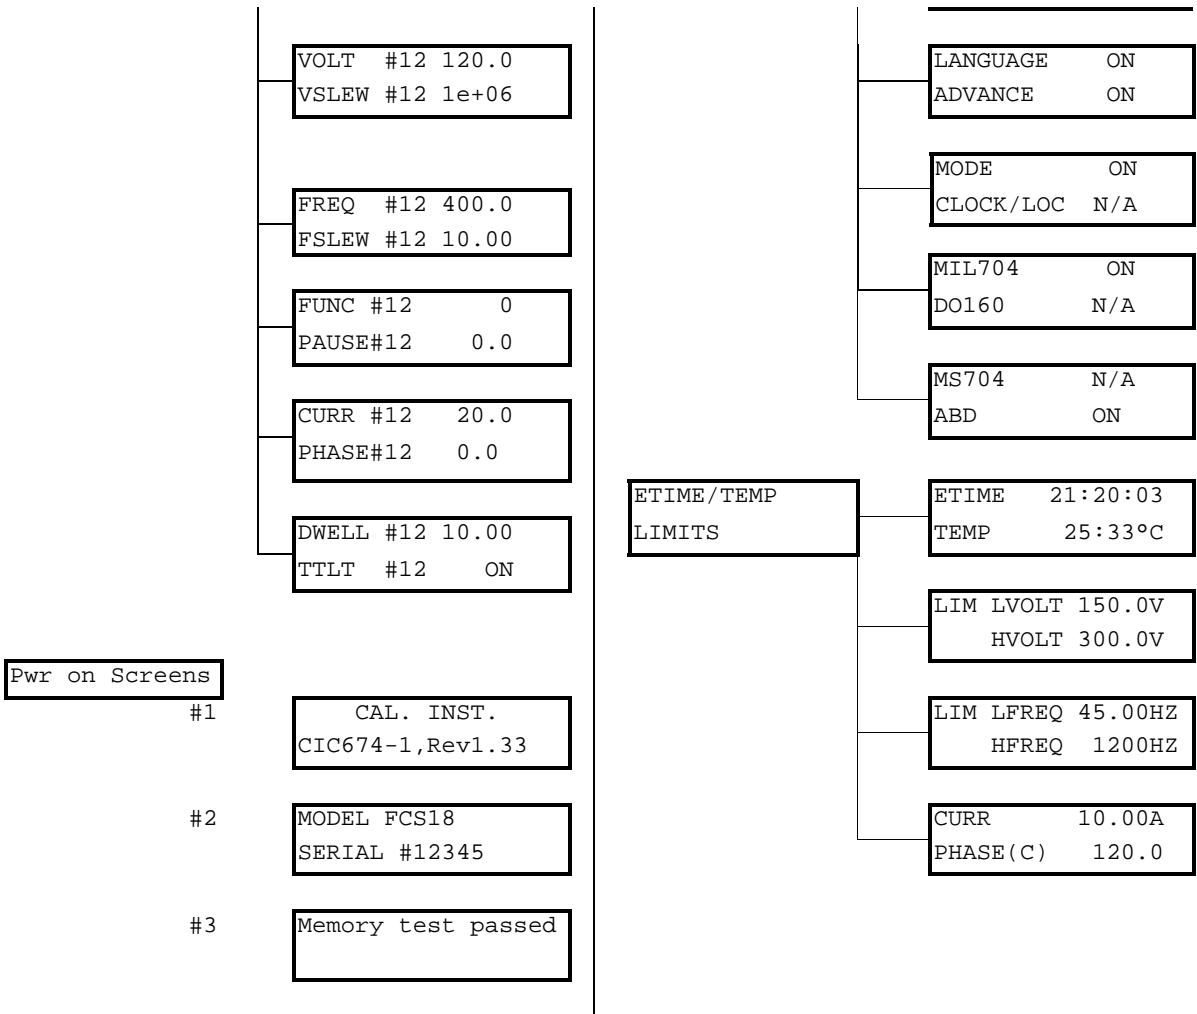 VOLT #12 120.0
VSLEW #12 1e+06
FREQ #12 400.0
FSLEW #12 10.00
FUNC #12 0
PAUSE#12 0.0
CURR #12 20.0
PHASE#12 0.0
DWELL #12 10.00
TTLT #12 ON
Pwr on Screens
#1
CAL. INST.
CIC674-1,Rev1.33
#2
MODEL FCS18
SERIAL #12345
#3
Memory test passed
LANGUAGE ON
ADVANCE ON
MODE ON
CLOCK/LOC N/A
MIL704 ON
DO160 N/A
MS704 N/A
ABD ON
ETIME/TEMP
LIMITS
ETIME 21:20:03
TEMP 25:33°C
LIM LVOLT 150.0V
HVOLT 300.0V
LIM LFREQ 45.00HZ
HFREQ 1200HZ
CURR 10.00A
PHASE(C) 120.0